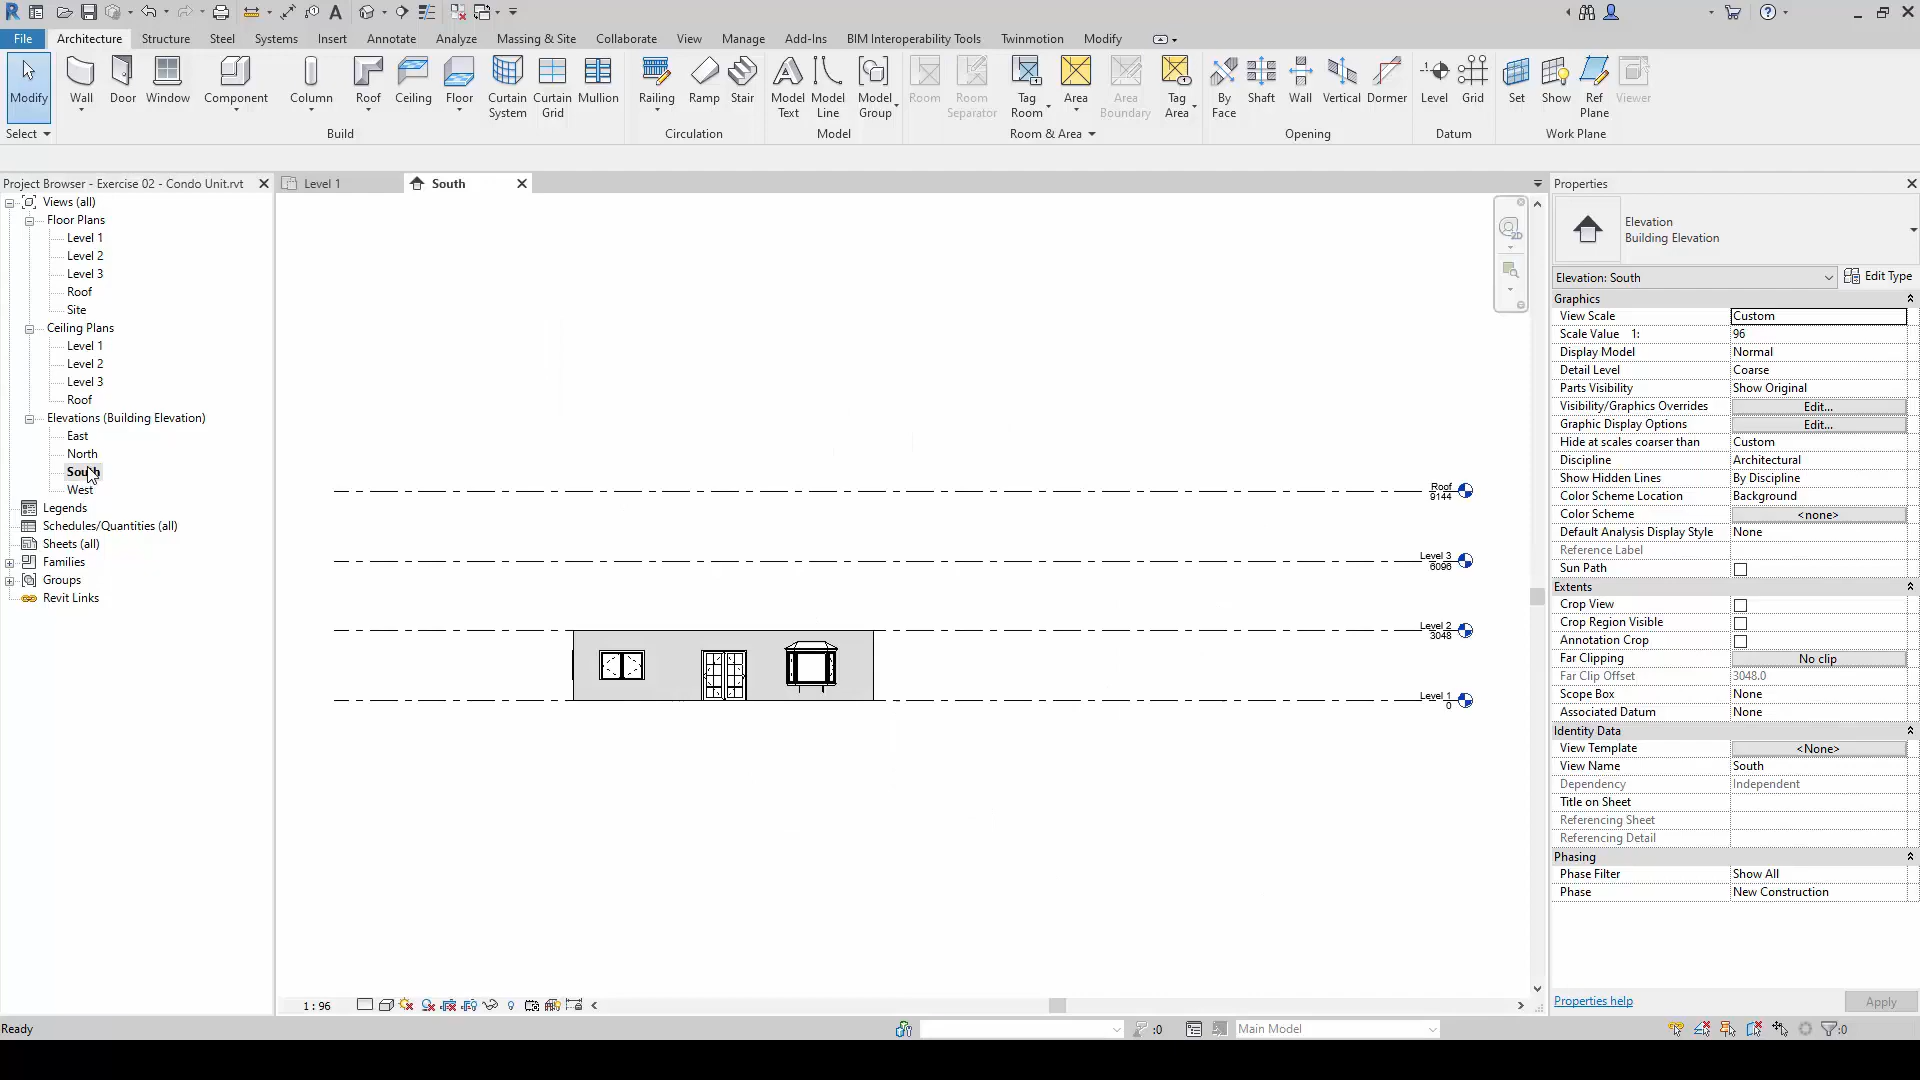 File Architecture Structure Steel Systems Insert Annotate Analyze Massing & Site Collaborate View Manage Add-Ins BIM Interoperability Tools Twinmotion Modify
Modify Wall Door Window Component Column Roof Ceiling Floor Curtain System Curtain Grid Mullion Railing Ramp Stair Model Text Model Line Model Group Room Room Separator Tag Room Area Area Boundary Tag Area By Face Shaft Wall Vertical Dormer Level Grid Set Show Ref Plane Viewer
Select Build Circulation Model Room & Area Opening Datum Work Plane
Project Browser - Exercise 02 - Condo Unit.rvt
Views (all)
Floor Plans
Level 1
Level 2
Level 3
Roof
Site
Ceiling Plans
Level 1
Level 2
Level 3
Roof
Elevations (Building Elevation)
East
North
South
West
Legends
Schedules/Quantities (all)
Sheets (all)
Families
Groups
Revit Links
Level 1 South
2D
Roof
9144
Level 3
6096
Level 2
3048
Level 1
0
1 : 96
Properties
Elevation
Building Elevation
Elevation: South Edit Type
Graphics
View Scale Custom
Scale Value 1: 96
Display Model Normal
Detail Level Coarse
Parts Visibility Show Original
Visibility/Graphics Overrides Edit...
Graphic Display Options Edit...
Hide at scales coarser than Custom
Discipline Architectural
Show Hidden Lines By Discipline
Color Scheme Location Background
Color Scheme <none>
Default Analysis Display Style None
Reference Label
Sun Path
Extents
Crop View
Crop Region Visible
Annotation Crop
Far Clipping No clip
Far Clip Offset 3048.0
Scope Box None
Associated Datum None
Identity Data
View Template <None>
View Name South
Dependency Independent
Title on Sheet
Referencing Sheet
Referencing Detail
Phasing
Phase Filter Show All
Phase New Construction
Properties help Apply
Ready :0 Main Model :0